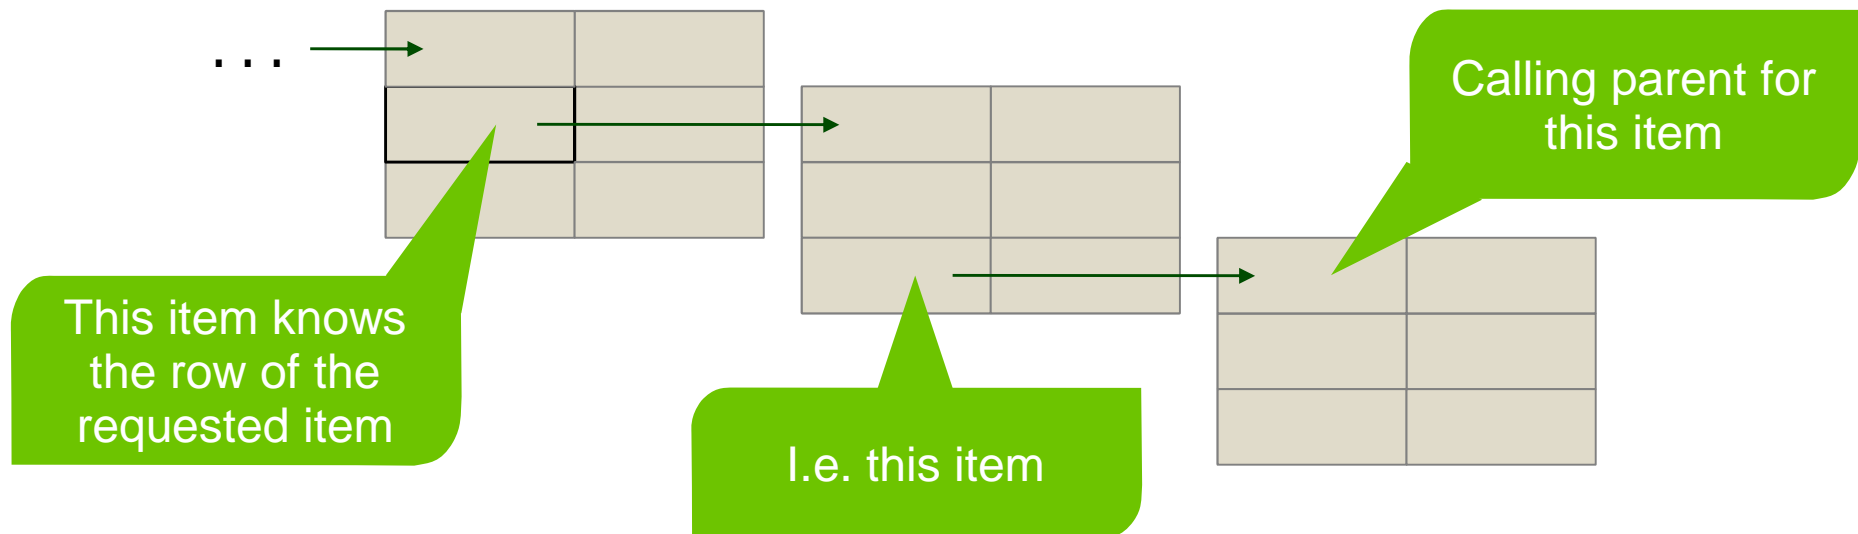 ...
Calling parent for
this item
This item knows
the row of the
requested item
I.e. this item